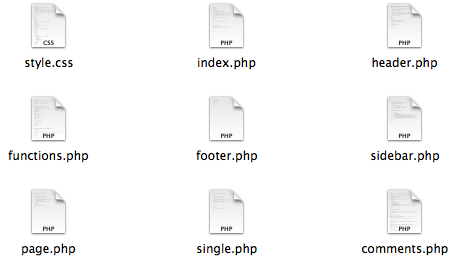 CSS PHP PHP
style.css index.php header.php
PHP PHP PHP
functions.php footer.php sidebar.php
PHP PHP PHP
page.php single.php comments.php